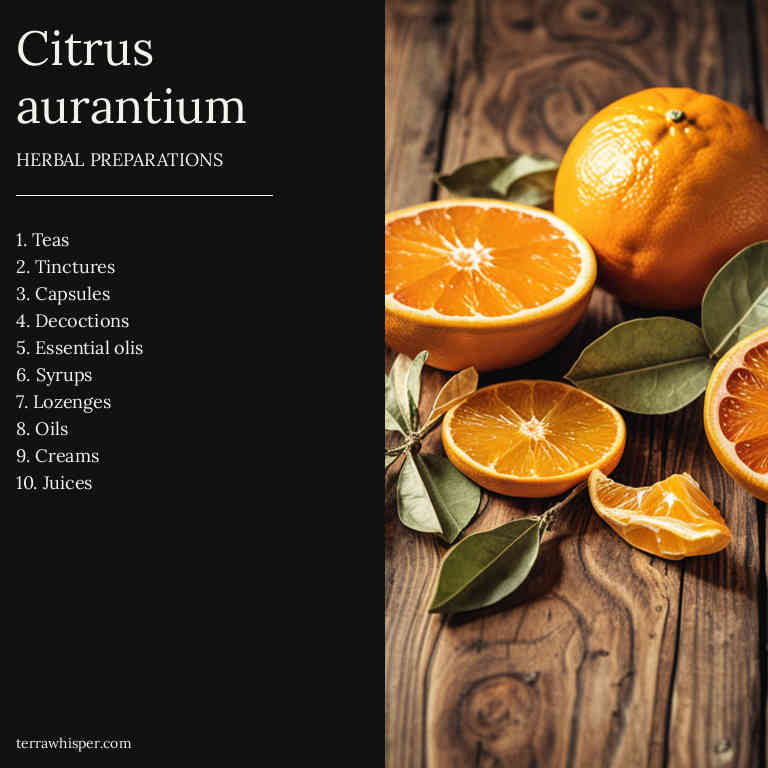 Citrus
aurantium
HERBAL PREPARATIONS
1. Teas
2. Tinctures
3. Capsules
4. Decoctions
5. Essential olis
6. Syrups
7. Lozenges
8. Oils
9. Creams
10. Juices
terrawhisper.com